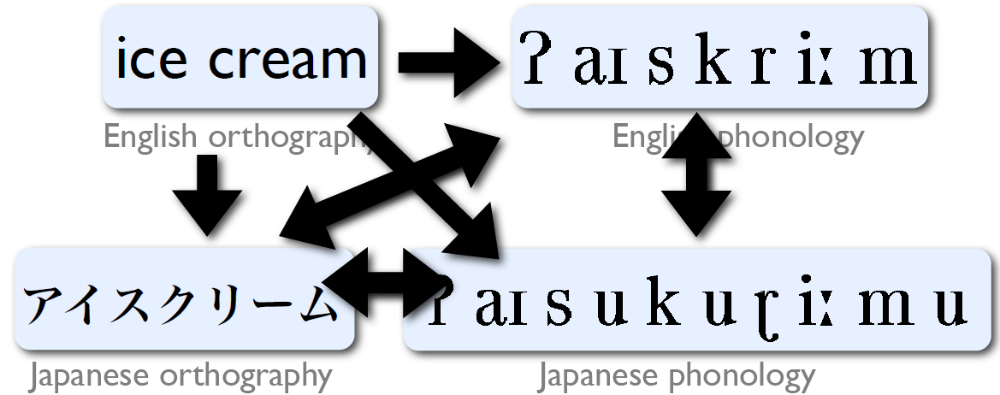 ice cream
ʔ aɪ s k r iː m
English orthography
English phonology
アイスクリーム
ʔ aɪ s u k u ɽ iː m u
Japanese orthography
Japanese phonology